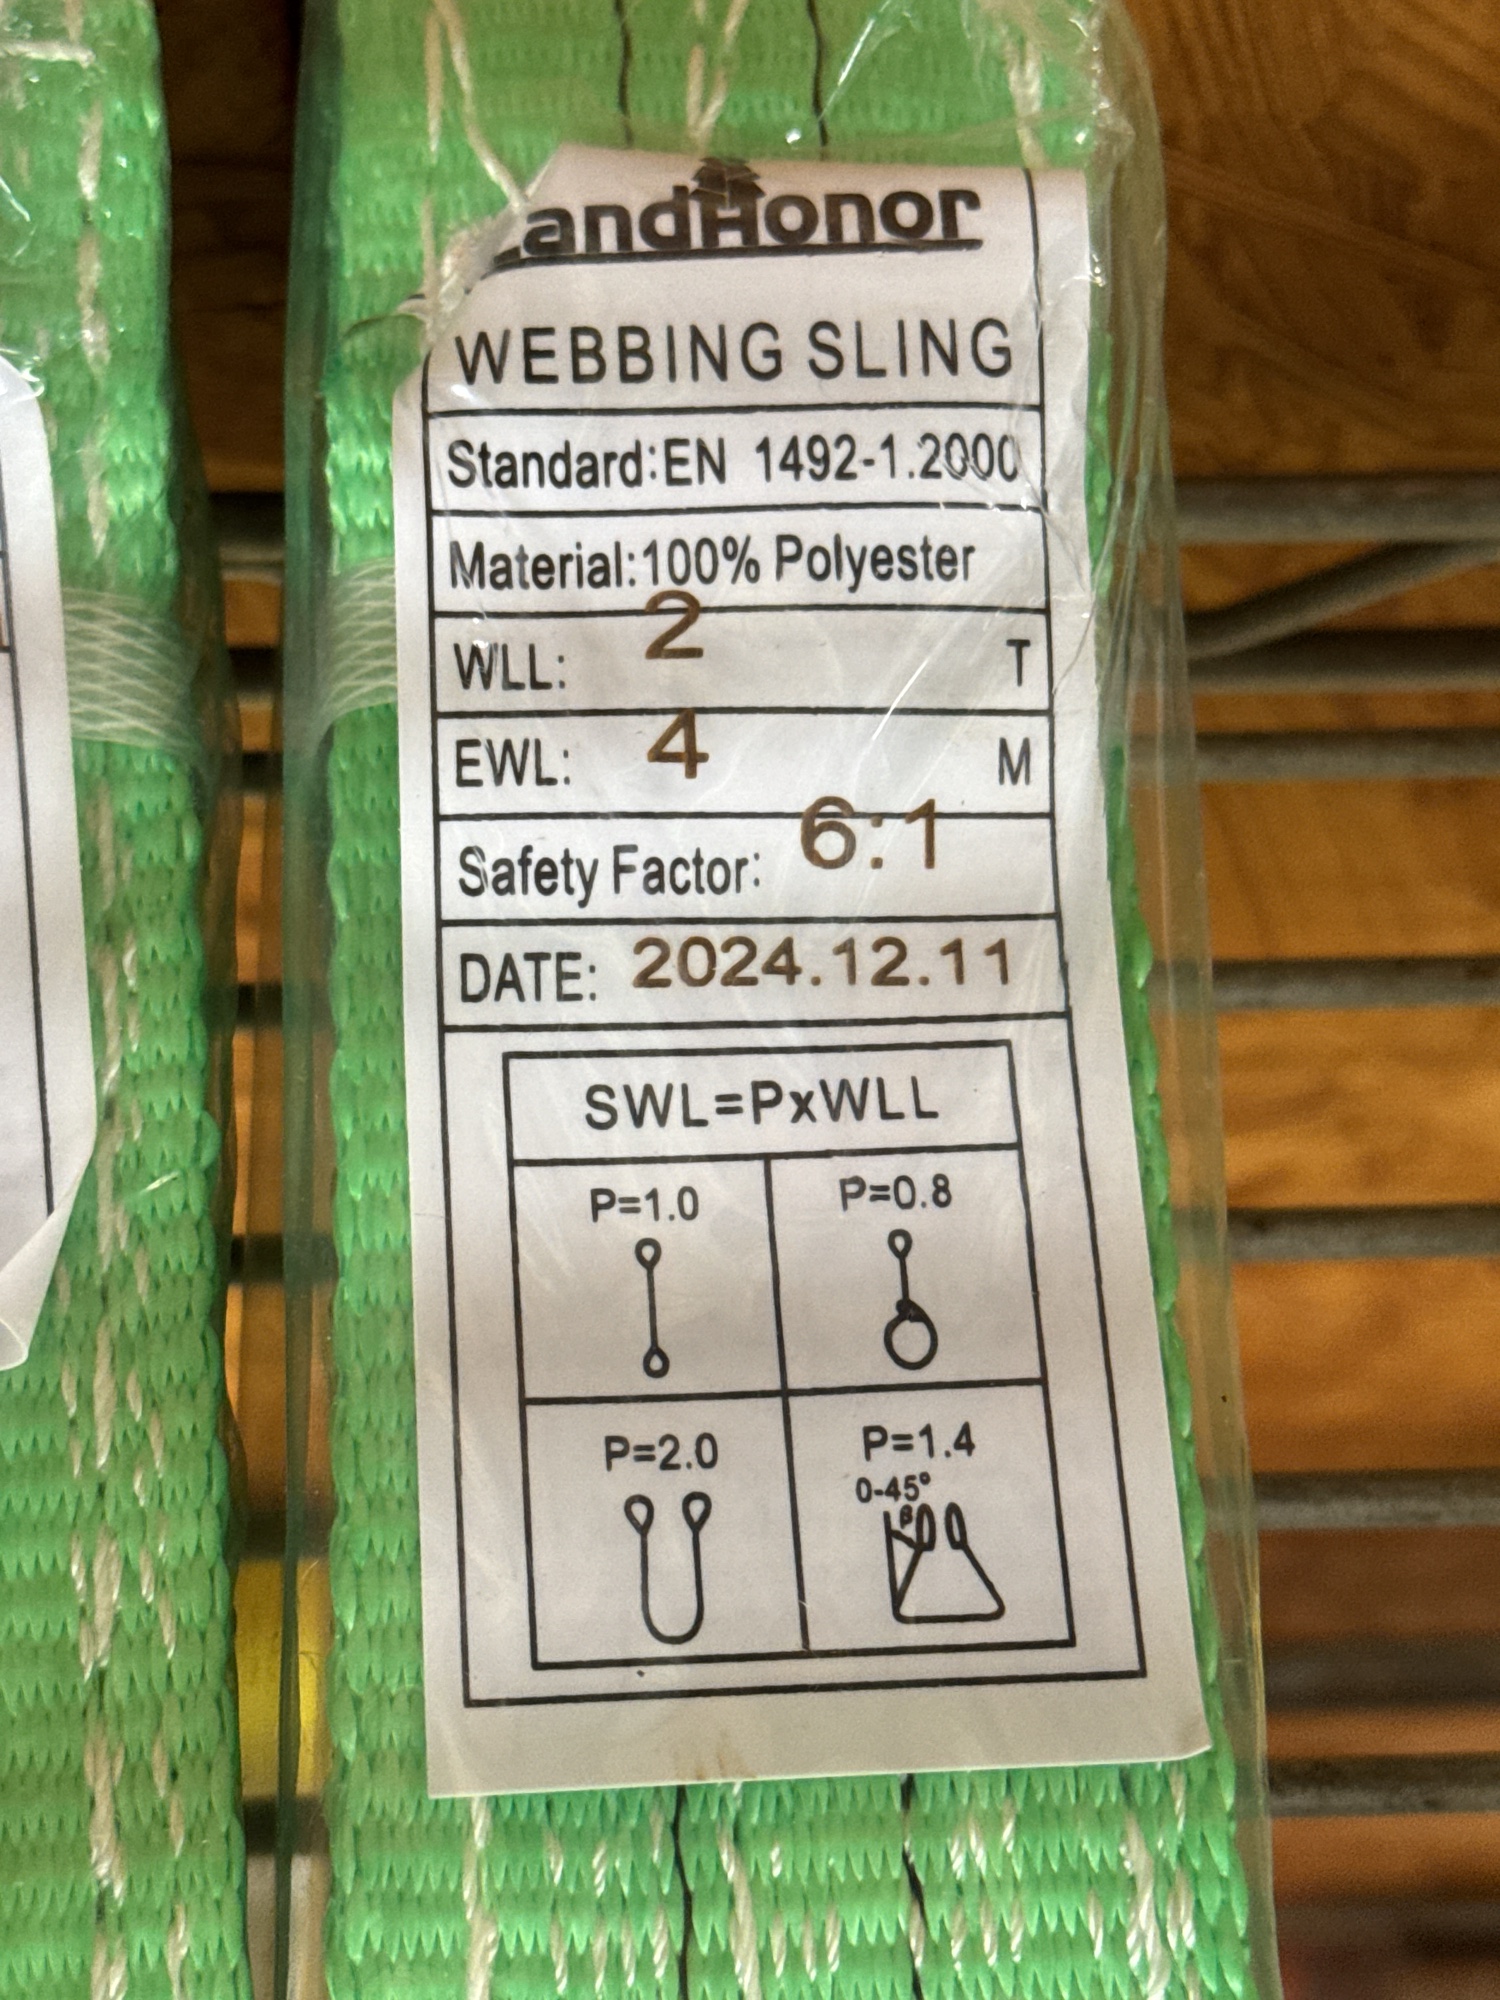 LandHonor
WEBBING SLING
Standard:EN 1492-1.2000
Material:100% Polyester
WLL: 2 T
EWL: 4 M
Safety Factor: 6:1
DATE: 2024.12.11
SWL=PxWLL
P=1.0 P=0.8
P=2.0 P=1.4
0-45°
β